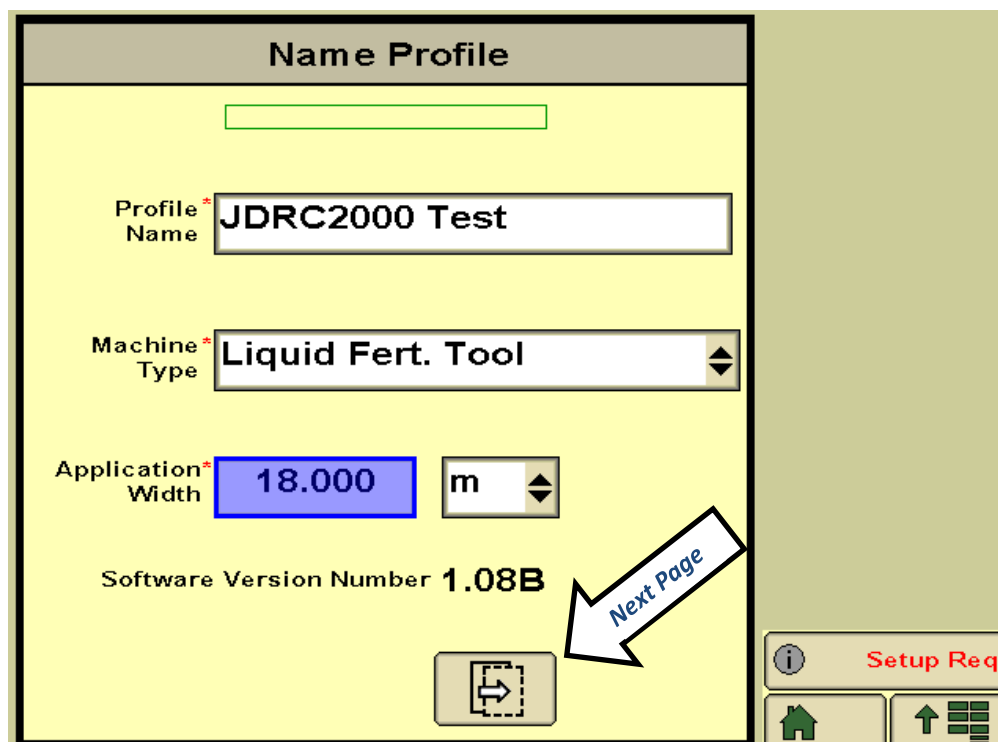 Name Profile
Profile*
Name
JDRC2000 Test
Machine*
Type
Liquid Fert. Tool
Application*
Width
18.000
m
Software Version Number 1.08B
Next Page
Setup Req